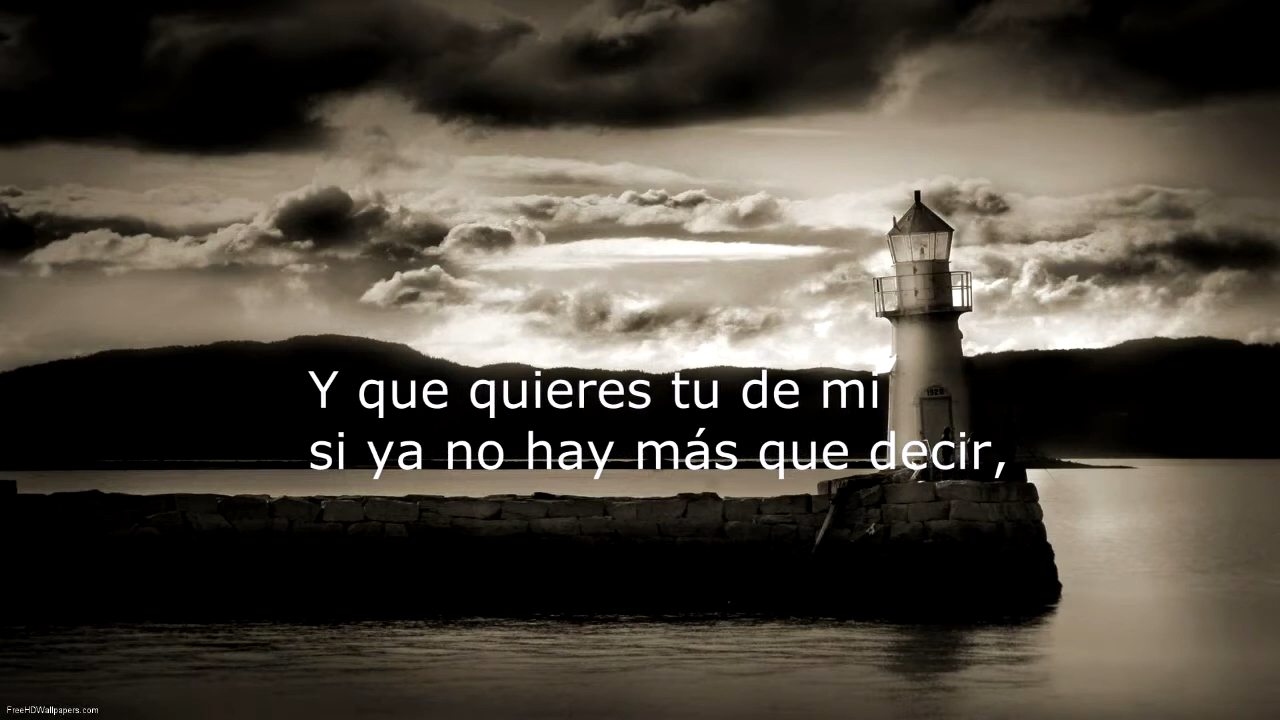 Y que quieres tu de mi
si ya no hay más que decir,
FreeHDWallpapers.com